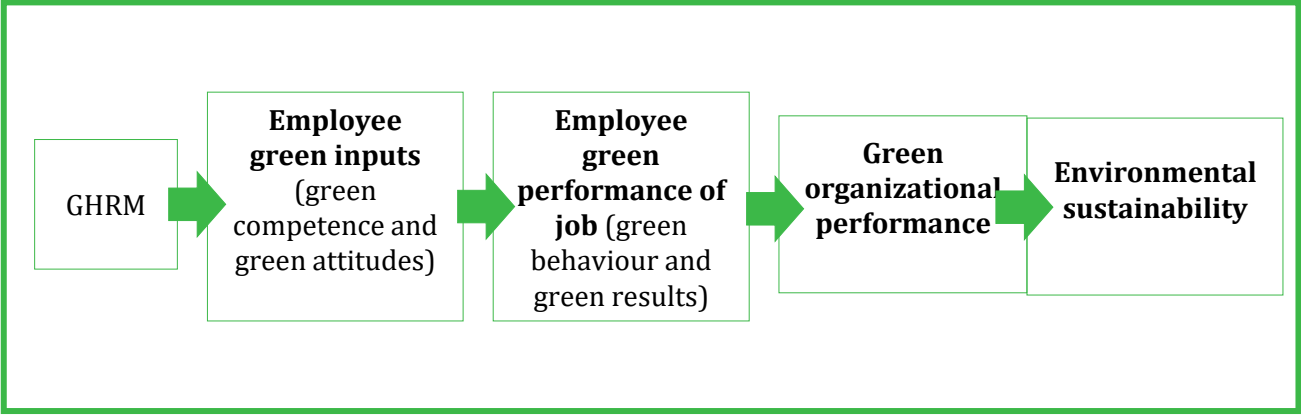 GHRM
Employee
green inputs
(green
competence and
green attitudes)
Employee
green
performance of
job (green
behaviour and
green results)
Green
organizational
performance
Environmental
sustainability